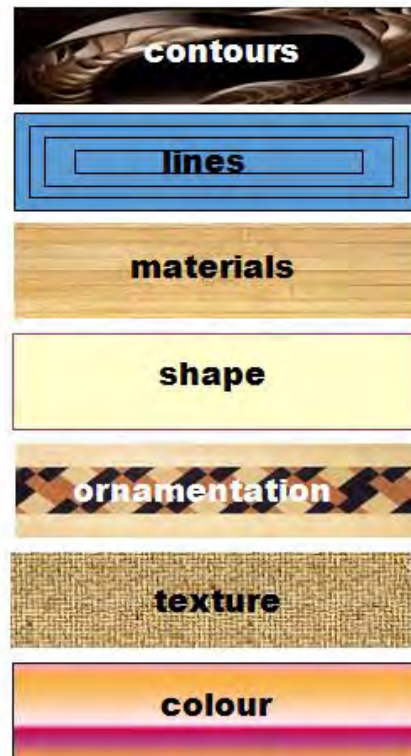 contours
lines
materials
shape
ornamentation
texture
colour